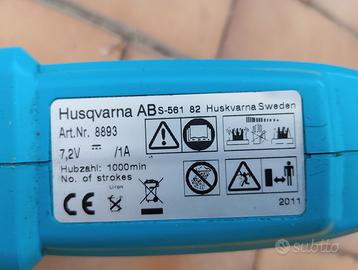 Husqvarna AB S-561 82 Huskvarna Sweden
Art.Nr. 8893
7,2V /1A
Hubzahl: 1000min
No. of strokes
Li-Ion
CE
2011
subito